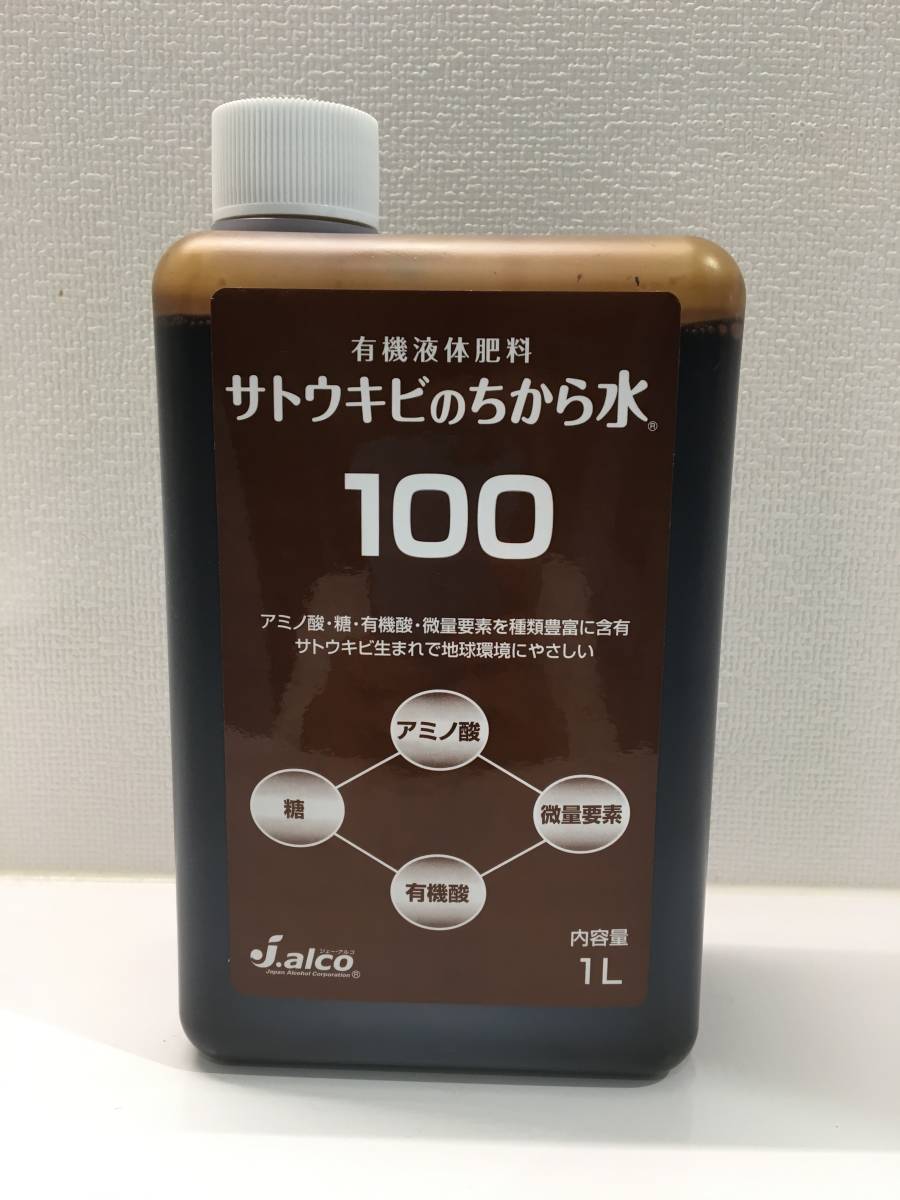 有機液体肥料
サトウキビのちから水®
100
アミノ酸・糖・有機酸・微量要素を種類豊富に含有
サトウキビ生まれで地球環境にやさしい
アミノ酸
糖
微量要素
有機酸
ジェー・アルコ
J.alco
Japan Alcohol Corporation®
内容量
1L